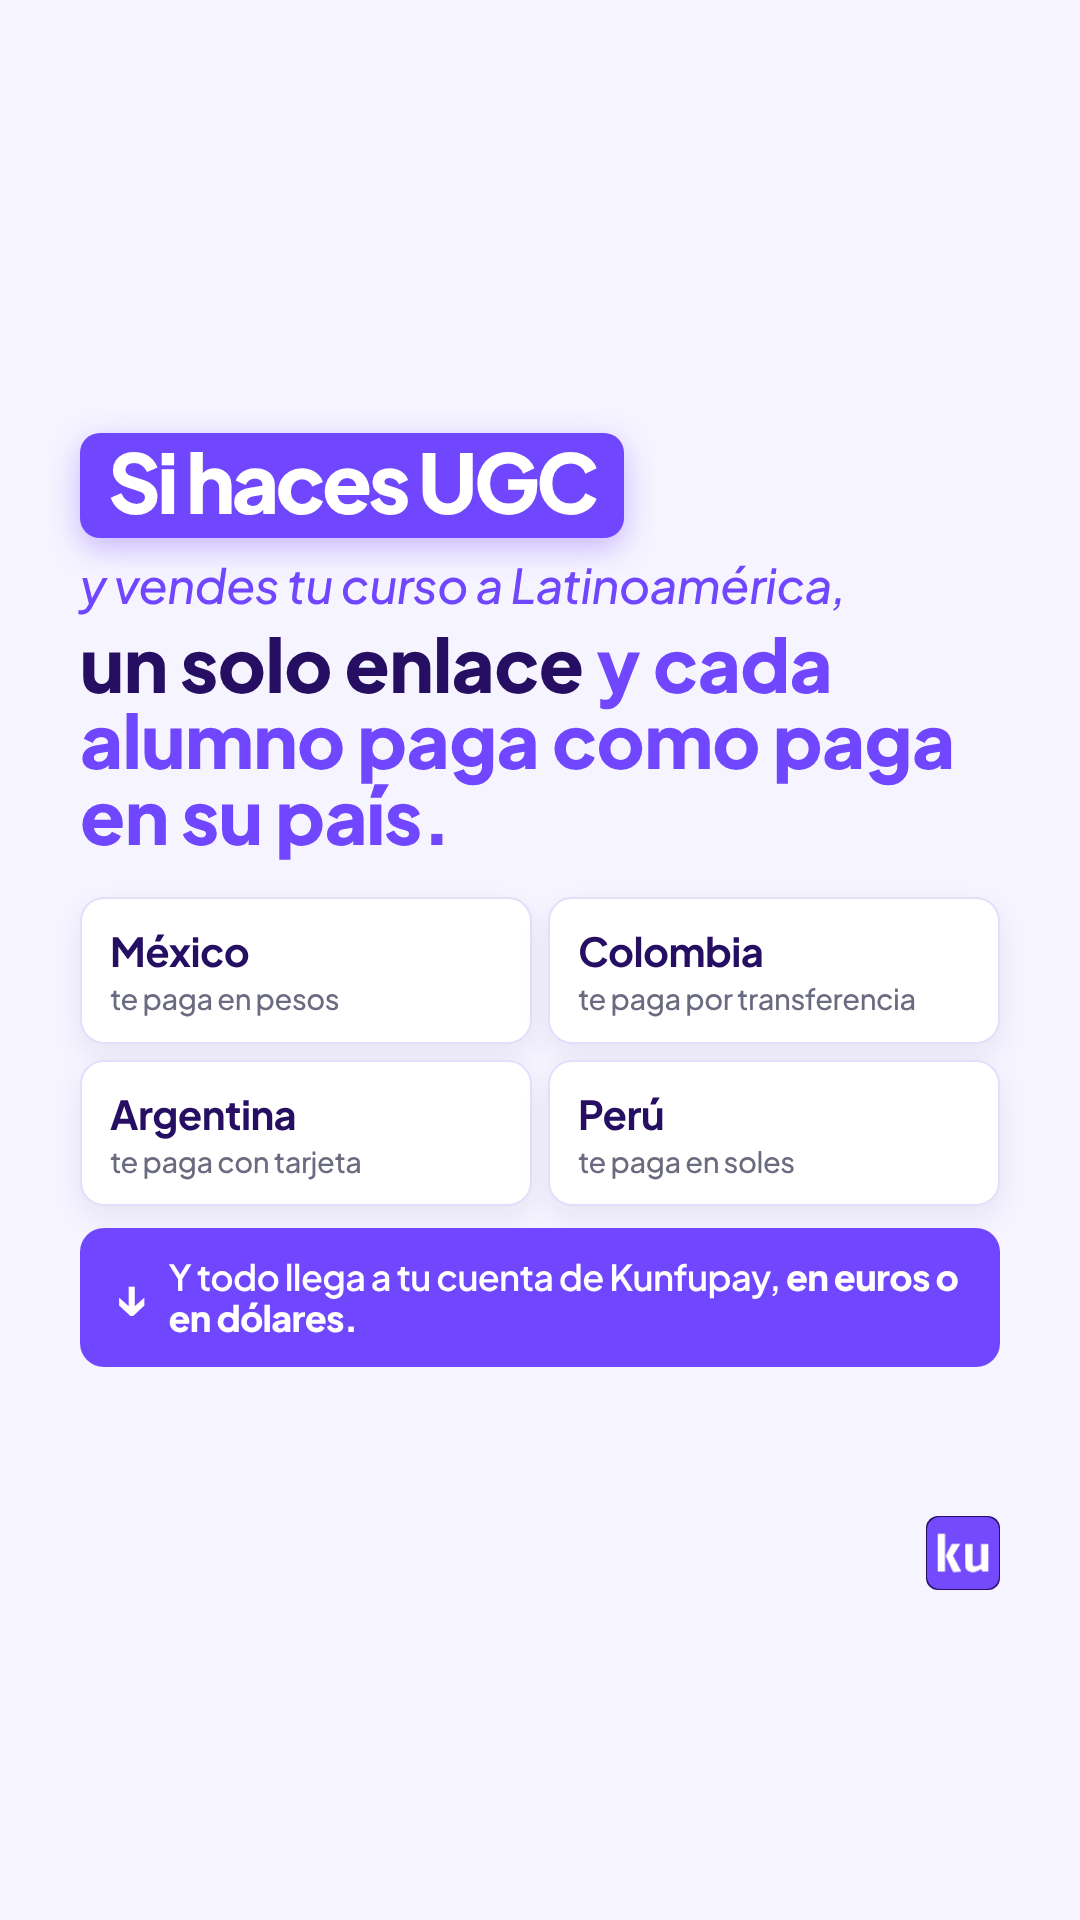 Si haces UGC
y vendes tu curso a Latinoamérica,
un solo enlace y cada
alumno paga como paga
en su país.
México
te paga en pesos
Colombia
te paga por transferencia
Argentina
te paga con tarjeta
Perú
te paga en soles
↓ Y todo llega a tu cuenta de Kunfupay, en euros o
en dólares.
ku